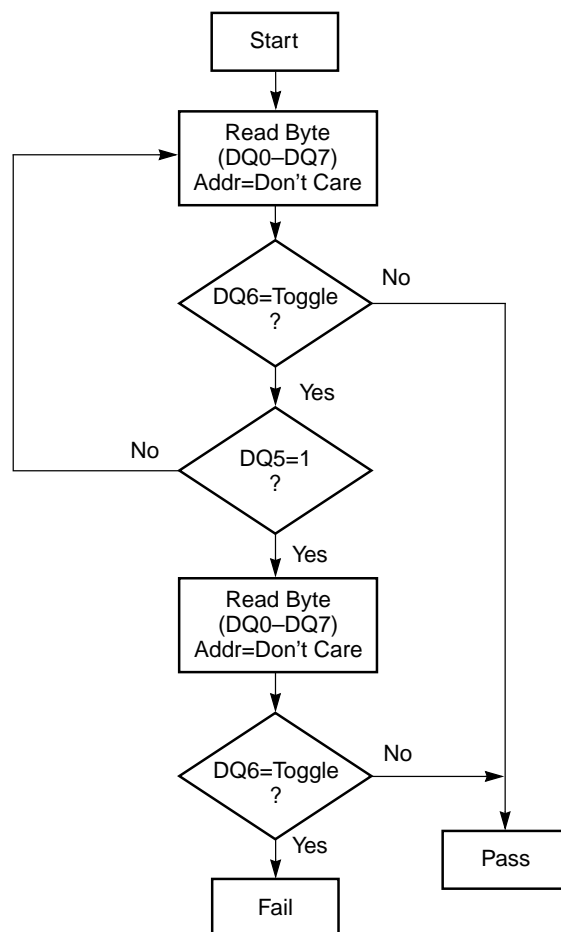 Start
Read Byte
(DQ0–DQ7)
Addr=Don't Care
DQ6=Toggle
?
No
Yes
No
DQ5=1
?
Yes
Read Byte
(DQ0–DQ7)
Addr=Don't Care
DQ6=Toggle
?
No
Yes
Pass
Fail